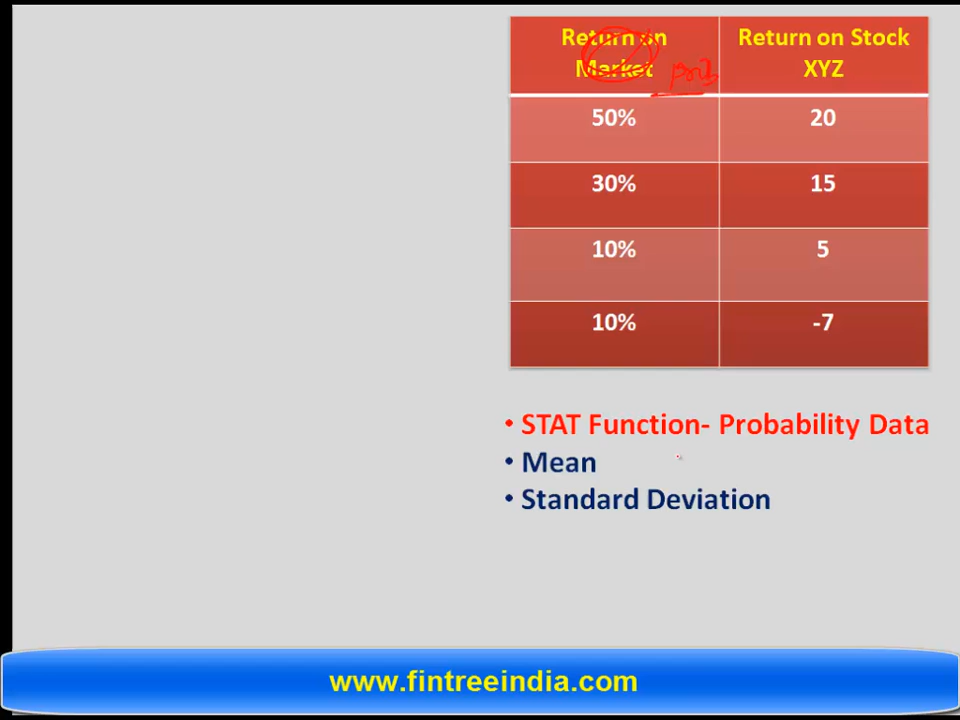 Return on Return on Stock
Market prob XYZ
50% 20
30% 15
10% 5
10% -7
• STAT Function- Probability Data
• Mean
• Standard Deviation
www.fintreeindia.com